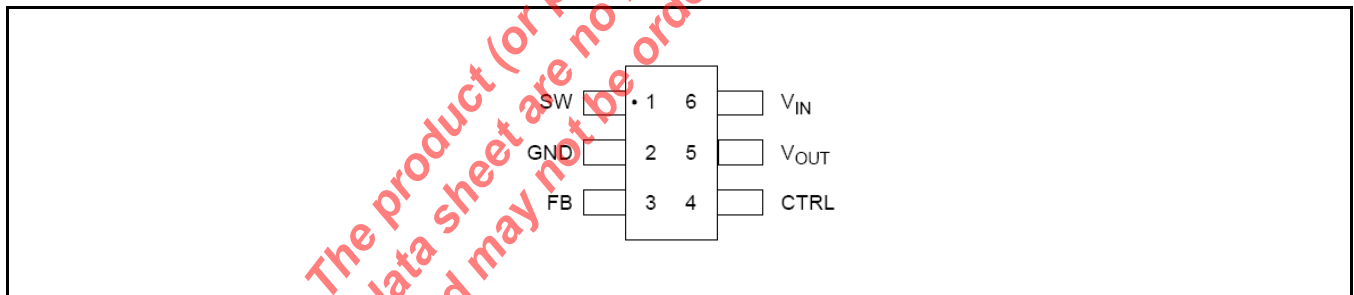 The product (or
data sheet are no
d may not be orde
SW • 1 6 VIN
GND 2 5 VOUT
FB 3 4 CTRL